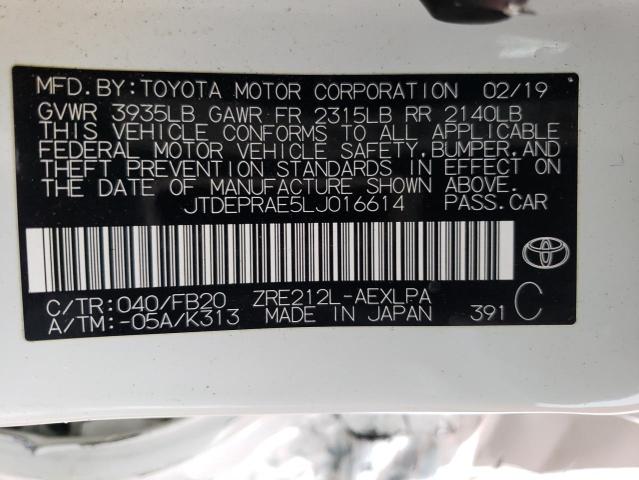 MFD.BY:TOYOTA MOTOR CORPORATION 02/19
GVWR 3935LB GAWR FR 2315LB RR 2140LB
THIS VEHICLE CONFORMS TO ALL APPLICABLE
FEDERAL MOTOR VEHICLE SAFETY,BUMPER,AND
THEFT PREVENTION STANDARDS IN EFFECT ON
THE DATE OF MANUFACTURE SHOWN ABOVE.
JTDEPRAE5LJ016614 PASS.CAR
C/TR:040/FB20 ZRE212L-AEXLPA
A/TM:-05A/K313 MADE IN JAPAN 391 C